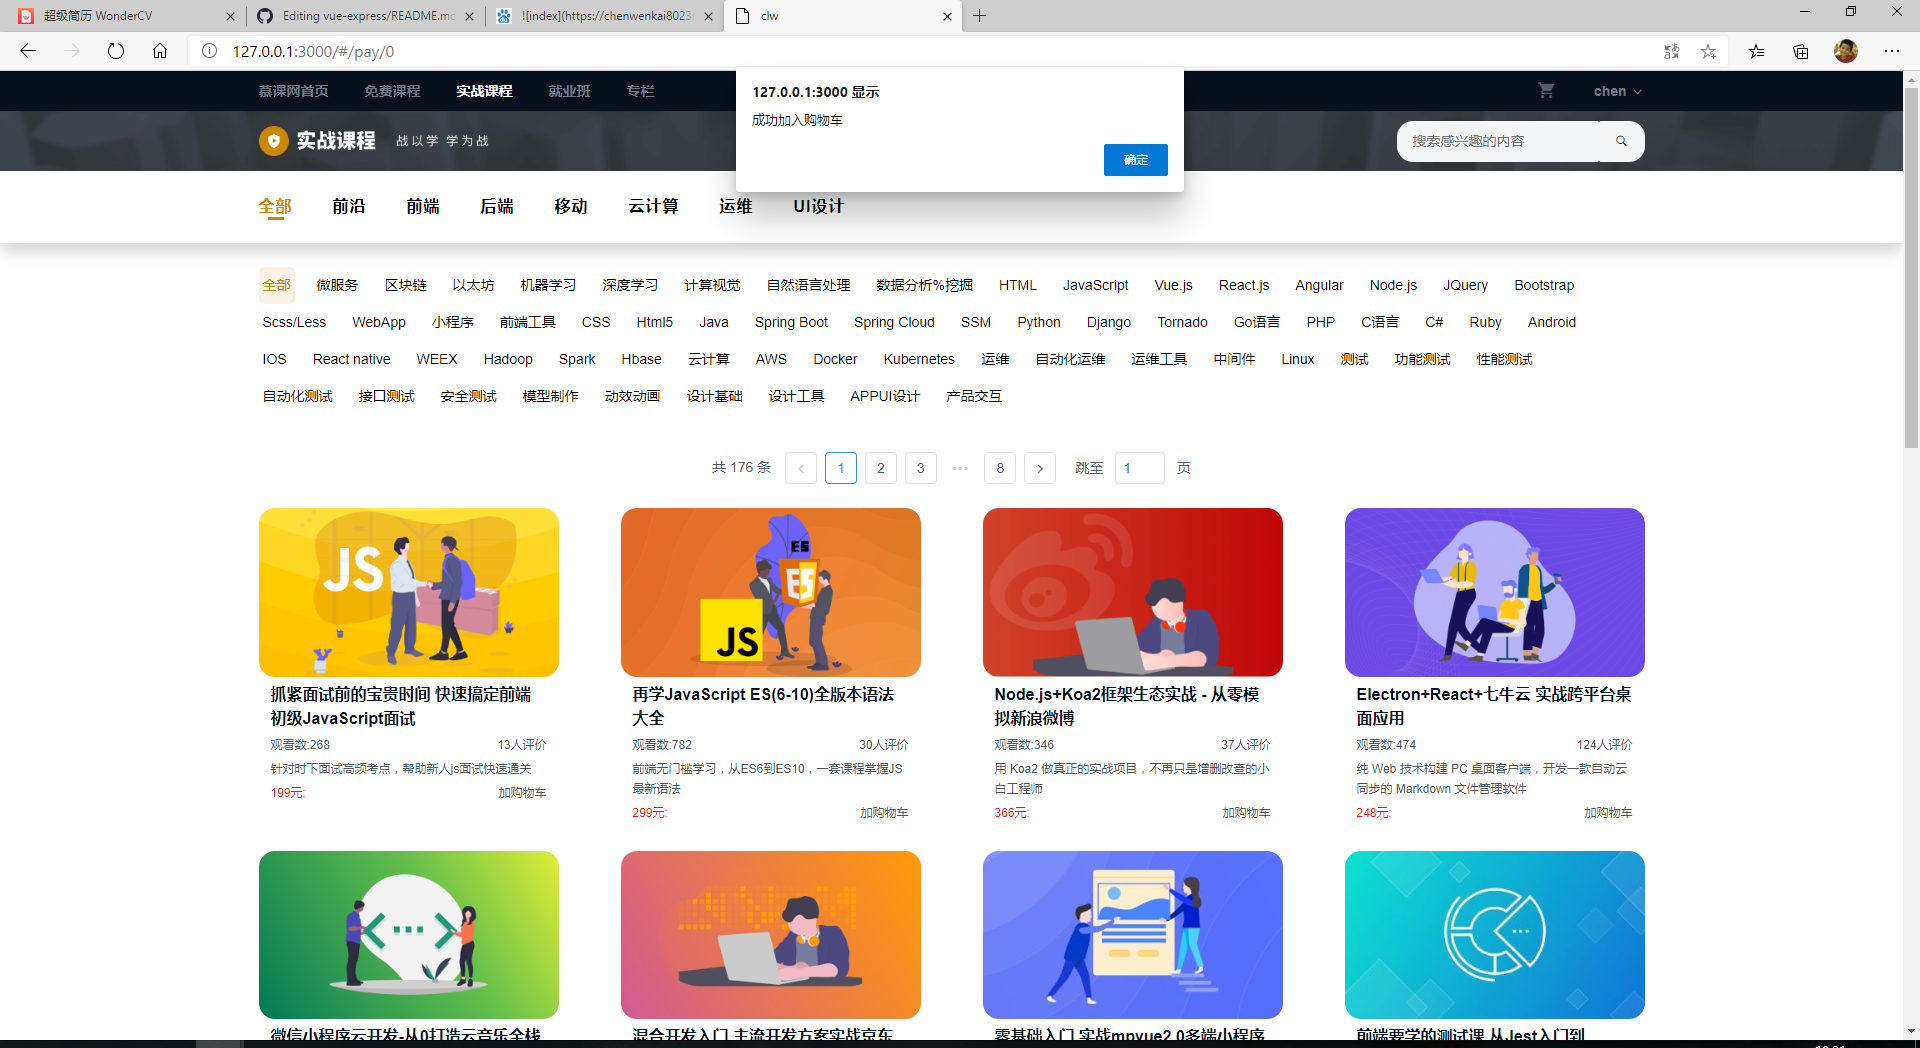 超级简历 WonderCV
Editing vue-express/README.md
![index](https://chenwenkai8023
clw
127.0.0.1:3000/#/pay/0
慕课网首页 免费课程 实战课程 就业班 专栏
chen
127.0.0.1:3000 显示
成功加入购物车
确定
实战课程 战以学 学为战
搜索感兴趣的内容
全部 前沿 前端 后端 移动 云计算 运维 UI设计
全部 微服务 区块链 以太坊 机器学习 深度学习 计算视觉 自然语言处理 数据分析%挖掘 HTML JavaScript Vue.js React.js Angular Node.js JQuery Bootstrap
Scss/Less WebApp 小程序 前端工具 CSS Html5 Java Spring Boot Spring Cloud SSM Python Django Tornado Go语言 PHP C语言 C# Ruby Android
IOS React native WEEX Hadoop Spark Hbase 云计算 AWS Docker Kubernetes 运维 自动化运维 运维工具 中间件 Linux 测试 功能测试 性能测试
自动化测试 接口测试 安全测试 模型制作 动效动画 设计基础 设计工具 APPUI设计 产品交互
共 176 条 < 1 2 3 ••• 8 > 跳至 1 页
JS
抓紧面试前的宝贵时间 快速搞定前端
初级JavaScript面试
观看数:268 13人评价
针对时下面试高频考点，帮助新人js面试快速通关
199元: 加购物车
ES
ES
JS
再学JavaScript ES(6-10)全版本语法
大全
观看数:782 30人评价
前端无门槛学习，从ES6到ES10，一套课程掌握JS
最新语法
299元: 加购物车
Node.js+Koa2框架生态实战 - 从零模
拟新浪微博
观看数:346 37人评价
用 Koa2 做真正的实战项目，不再只是增删改查的小
白工程师
366元: 加购物车
Electron+React+七牛云 实战跨平台桌
面应用
观看数:474 124人评价
纯 Web 技术构建 PC 桌面客户端，开发一款自动云
同步的 Markdown 文件管理软件
248元: 加购物车
微信小程序云开发-从0打造云音乐全栈
混合开发入门 主流开发方案实战京东
零基础入门 实战mpvue2.0多端小程序
前端要学的测试课 从Jest入门到